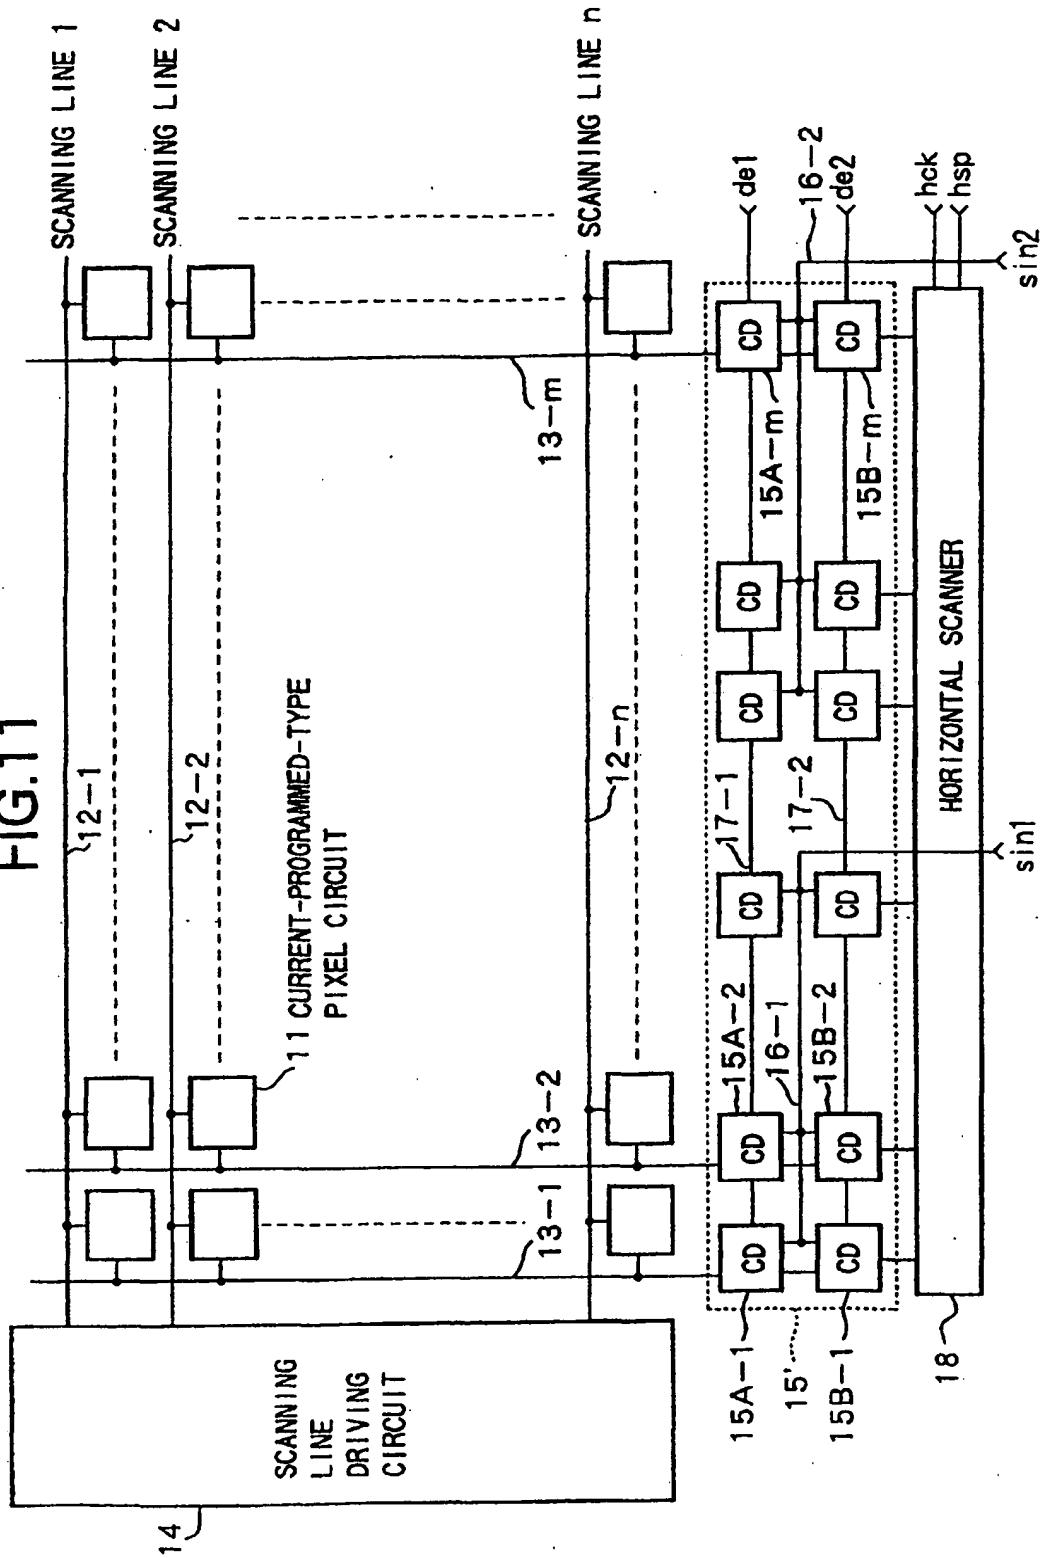 FIG.11
SCANNING LINE 1
SCANNING LINE 2
SCANNING LINE n
12-1
12-2
12-n
11 CURRENT-PROGRAMMED-TYPE
PIXEL CIRCUIT
14
SCANNING
LINE
DRIVING
CIRCUIT
13-1
13-2
13-m
15A-1
15'
15B-1
15A-2
16-1
15B-2
17-1
17-2
15A-m
15B-m
16-2
CD
CD
CD
CD
CD
CD
CD
CD
CD
CD
CD
CD
de1
de2
hck
hsp
18
HORIZONTAL SCANNER
sin1
sin2